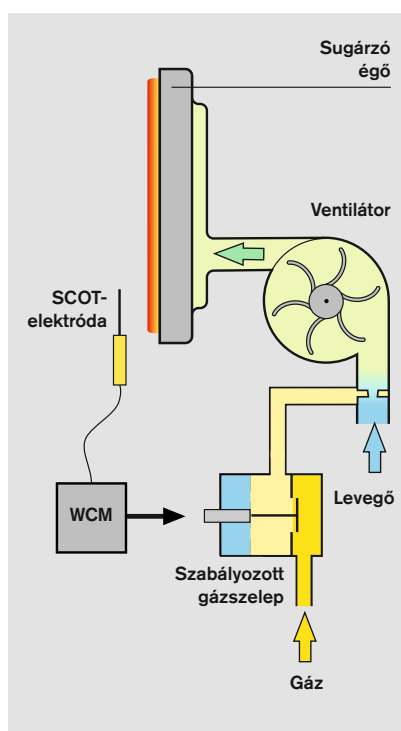 Sugárzó
égő
Ventilátor
SCOT-
elektróda
Levegő
WCM
Szabályozott
gázszelep
Gáz